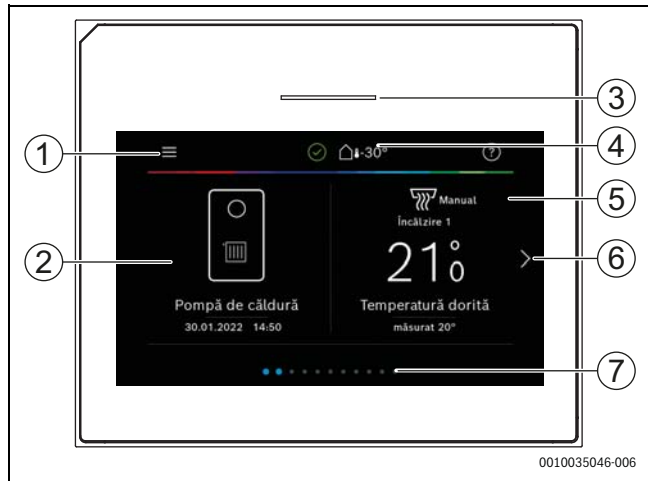 3
-30°
4
1
?
Manual
5
Încălzire 1
21°0
2
6
Pompă de căldură
Temperatură dorită
30.01.2022 14:50
măsurat 20°
7
0010035046-006